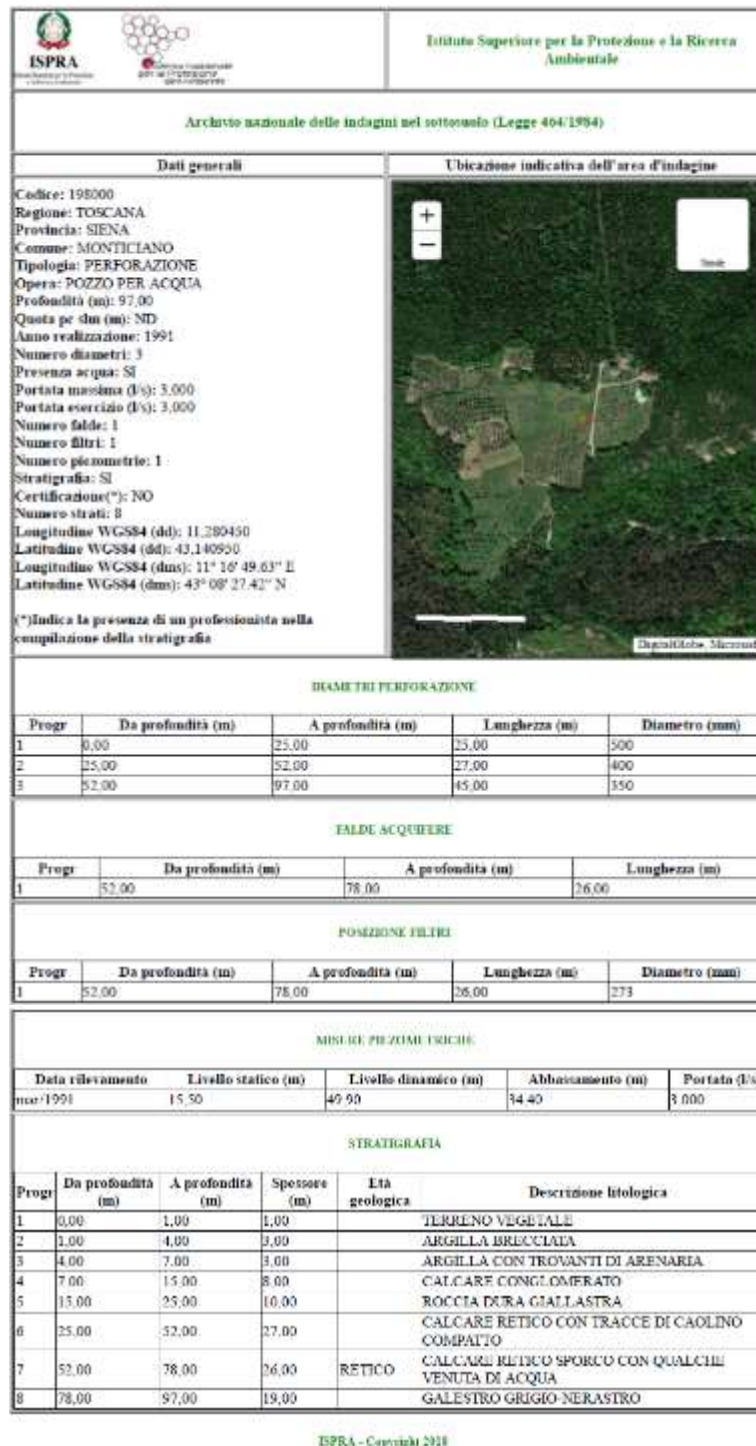 ISPRA
Istituto Superiore per la Protezione e la Ricerca
Ambientale
Archivio nazionale delle indagini nel sottosuolo (Legge 464/1984)
Dati generali
Ubicazione indicativa dell'area d'indagine
Codice: 198000
Regione: TOSCANA
Provincia: SIENA
Comune: MONTICIANO
Tipologia: PERFORAZIONE
Opera: POZZO PER ACQUA
Profondità (m): 97,00
Quota pc slm (m): ND
Anno realizzazione: 1991
Numero diametri: 3
Presenza acqua: SI
Portata massima (l/s): 3,000
Portata esercizio (l/s): 3,000
Numero falde: 1
Numero filtri: 1
Numero piezometrie: 1
Stratigrafia: SI
Certificazione(*): NO
Numero strati: 8
Longitudine WGS84 (dd): 11,280450
Latitudine WGS84 (dd): 43,140950
Longitudine WGS84 (dms): 11° 16' 49.63" E
Latitudine WGS84 (dms): 43° 08' 27.42" N
(*)Indica la presenza di un professionista nella
compilazione della stratigrafia
+
−
DigitalGlobe, Microsoft
DIAMETRI PERFORAZIONE
Progr Da profondità (m) A profondità (m) Lunghezza (m) Diametro (mm)
1 0,00 25,00 25,00 500
2 25,00 52,00 27,00 400
3 52,00 97,00 45,00 350
FALDE ACQUIFERE
Progr Da profondità (m) A profondità (m) Lunghezza (m)
1 52,00 78,00 26,00
POSIZIONE FILTRI
Progr Da profondità (m) A profondità (m) Lunghezza (m) Diametro (mm)
1 52,00 78,00 26,00 273
MISURE PIEZOMETRICHE
Data rilevamento Livello statico (m) Livello dinamico (m) Abbassamento (m) Portata (l/s
mar/1991 15,50 49,90 34,40 3,000
STRATIGRAFIA
Progr Da profondità (m) A profondità (m) Spessore (m) Età geologica Descrizione litologica
1 0,00 1,00 1,00 TERRENO VEGETALE
2 1,00 4,00 3,00 ARGILLA BRECCIATA
3 4,00 7,00 3,00 ARGILLA CON TROVANTI DI ARENARIA
4 7,00 15,00 8,00 CALCARE CONGLOMERATO
5 15,00 25,00 10,00 ROCCIA DURA GIALLASTRA
6 25,00 52,00 27,00 CALCARE RETICO CON TRACCE DI CAOLINO
COMPATTO
7 52,00 78,00 26,00 RETICO CALCARE RETICO SPORCO CON QUALCHE
VENUTA DI ACQUA
8 78,00 97,00 19,00 GALESTRO GRIGIO-NERASTRO
ISPRA - Copyright 2018